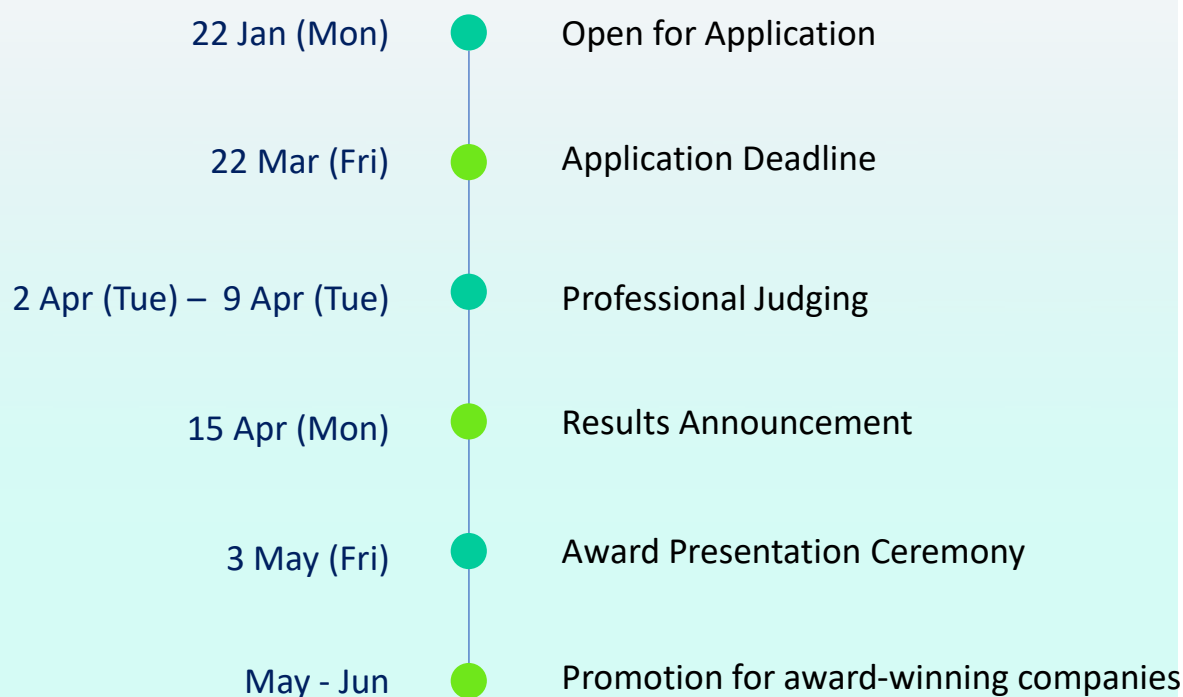 22 Jan (Mon) Open for Application
22 Mar (Fri) Application Deadline
2 Apr (Tue) – 9 Apr (Tue) Professional Judging
15 Apr (Mon) Results Announcement
3 May (Fri) Award Presentation Ceremony
May - Jun Promotion for award-winning companies